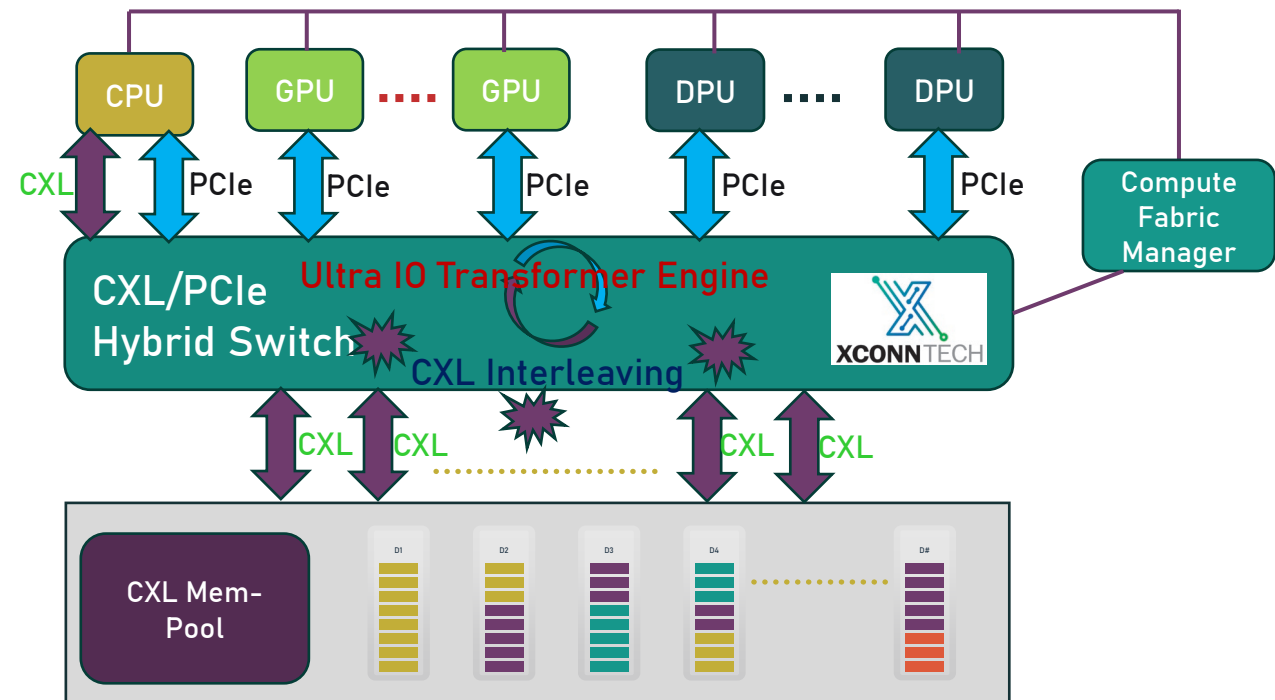 CPU
GPU
GPU
DPU
DPU
CXL
PCIe
PCIe
PCIe
PCIe
PCIe
Compute
Fabric
Manager
Ultra IO Transformer Engine
CXL/PCIe
Hybrid Switch
XCONNTECH
CXL Interleaving
CXL
CXL
CXL
CXL
D1
D2
D3
D4
D#
CXL Mem-
Pool